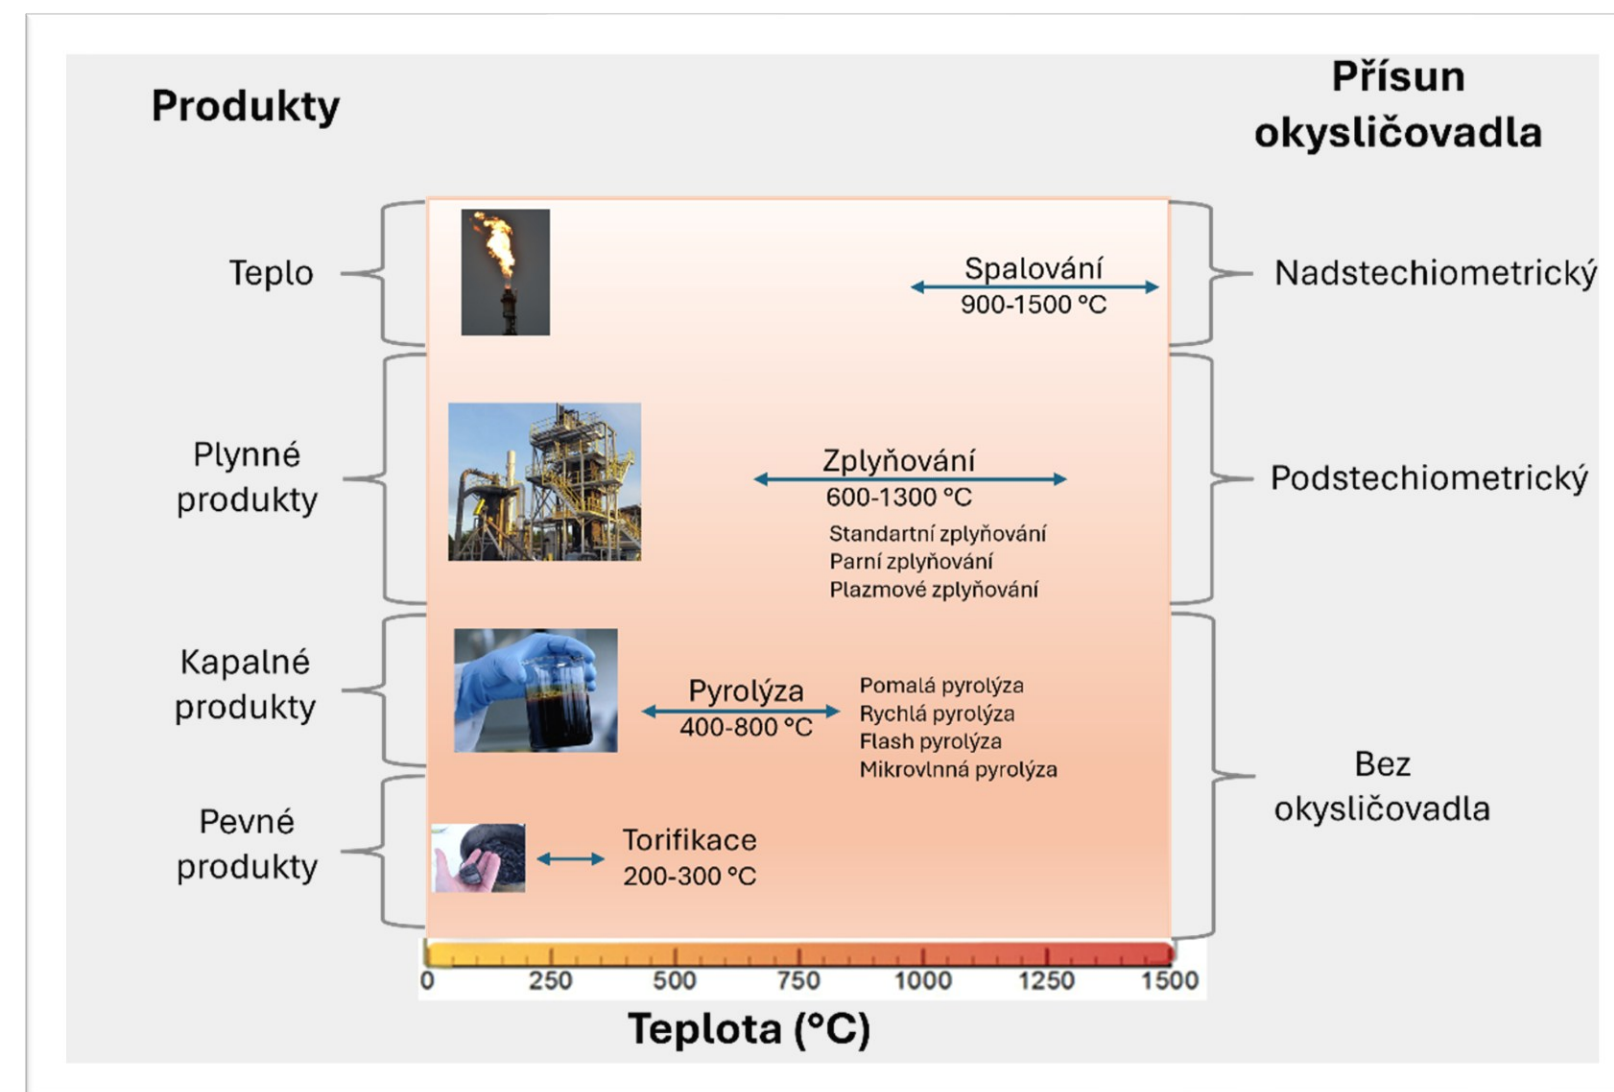 Produkty
Přísun
okysličovadla
Teplo
Spalování
900-1500 °C
Nadstechiometrický
Plynné
produkty
Zplyňování
600-1300 °C
Standartní zplyňování
Parní zplyňování
Plazmové zplyňování
Podstechiometrický
Kapalné
produkty
Pyrolýza
400-800 °C
Pomalá pyrolýza
Rychlá pyrolýza
Flash pyrolýza
Mikrovlnná pyrolýza
Bez
okysličovadla
Pevné
produkty
Torifikace
200-300 °C
0 250 500 750 1000 1250 1500
Teplota (°C)